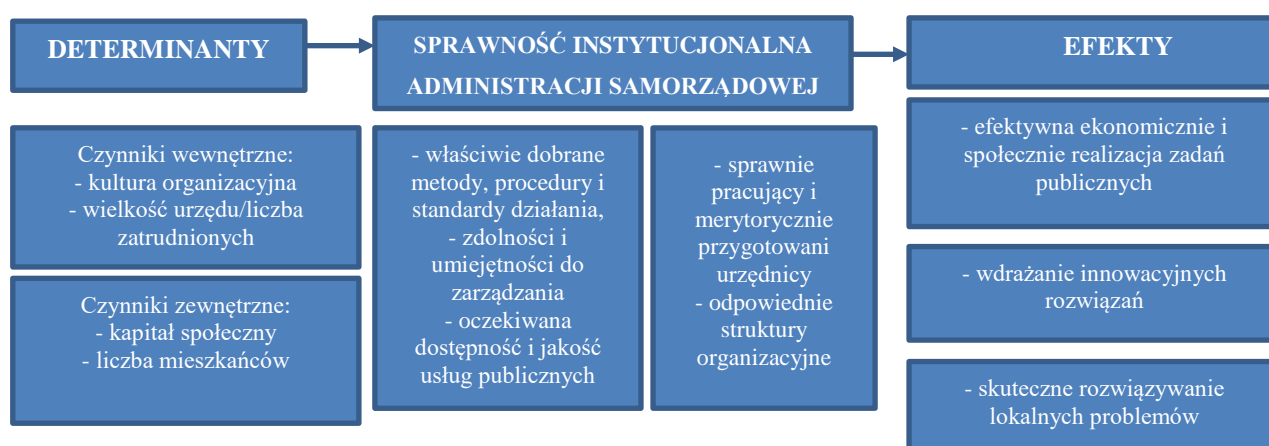 DETERMINANTY
SPRAWNOŚĆ INSTYTUCJONALNA
ADMINISTRACJI SAMORZĄDOWEJ
EFEKTY
Czynniki wewnętrzne:
- kultura organizacyjna
- wielkość urzędu/liczba
zatrudnionych
Czynniki zewnętrzne:
- kapitał społeczny
- liczba mieszkańców
- właściwie dobrane
metody, procedury i
standardy działania,
- zdolności i
umiejętności do
zarządzania
- oczekiwana
dostępność i jakość
usług publicznych
- sprawnie
pracujący i
merytorycznie
przygotowani
urzędnicy
- odpowiednie
struktury
organizacyjne
- efektywna ekonomicznie i
społecznie realizacja zadań
publicznych
- wdrażanie innowacyjnych
rozwiązań
- skuteczne rozwiązywanie
lokalnych problemów